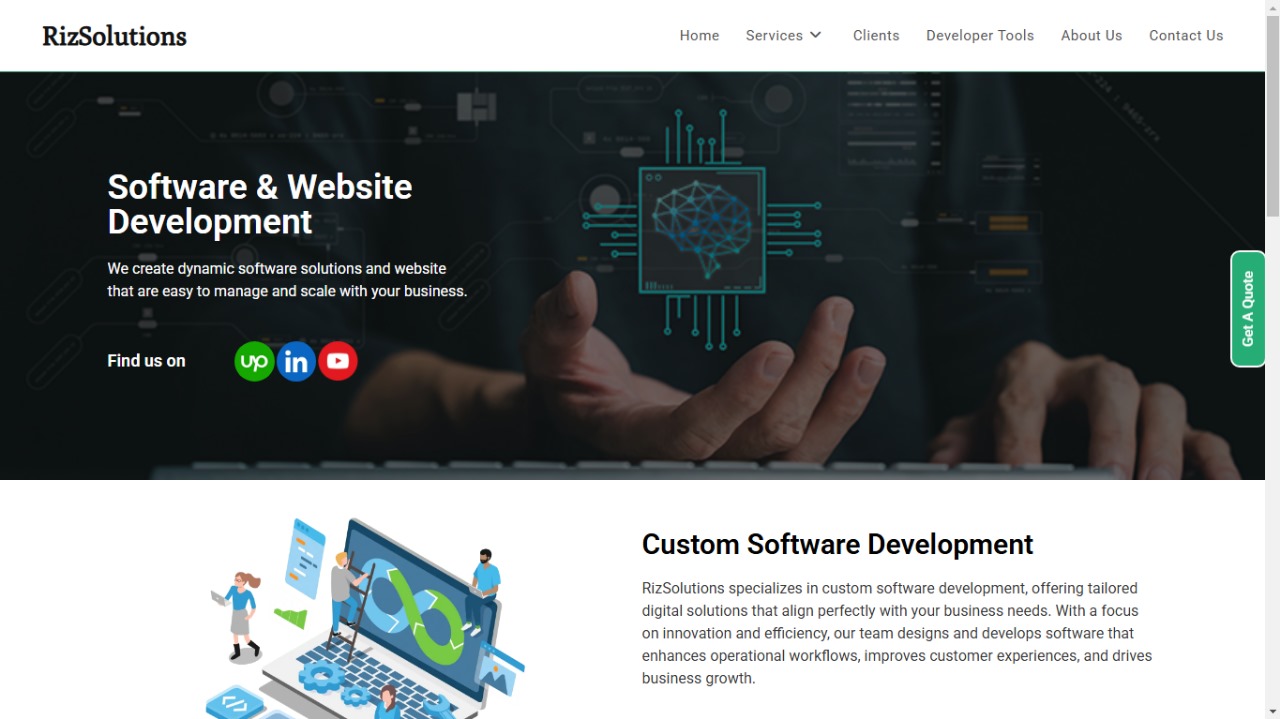 RizSolutions
Home Services Clients Developer Tools About Us Contact Us
Software & Website
Development
We create dynamic software solutions and website
that are easy to manage and scale with your business.
Find us on up in
Get A Quote
Custom Software Development
RizSolutions specializes in custom software development, offering tailored
digital solutions that align perfectly with your business needs. With a focus
on innovation and efficiency, our team designs and develops software that
enhances operational workflows, improves customer experiences, and drives
business growth.